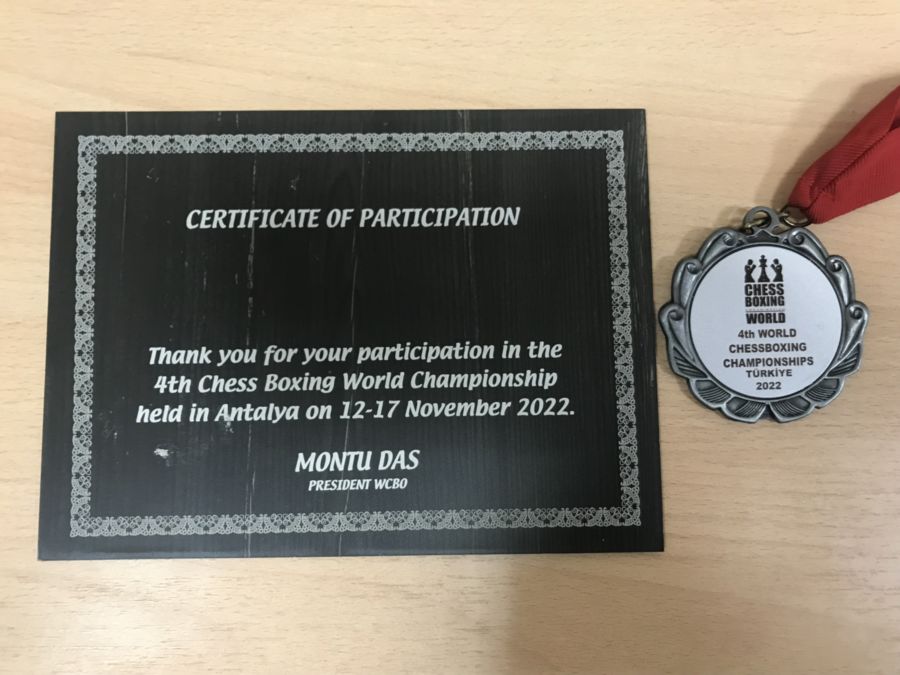 CERTIFICATE OF PARTICIPATION
Thank you for your participation in the
4th Chess Boxing World Championship
held in Antalya on 12-17 November 2022.
MONTU DAS
PRESIDENT WCBO
CHESS
BOXING
WORLD
4th WORLD
CHESSBOXING
CHAMPIONSHIPS
TÜRKİYE
2022